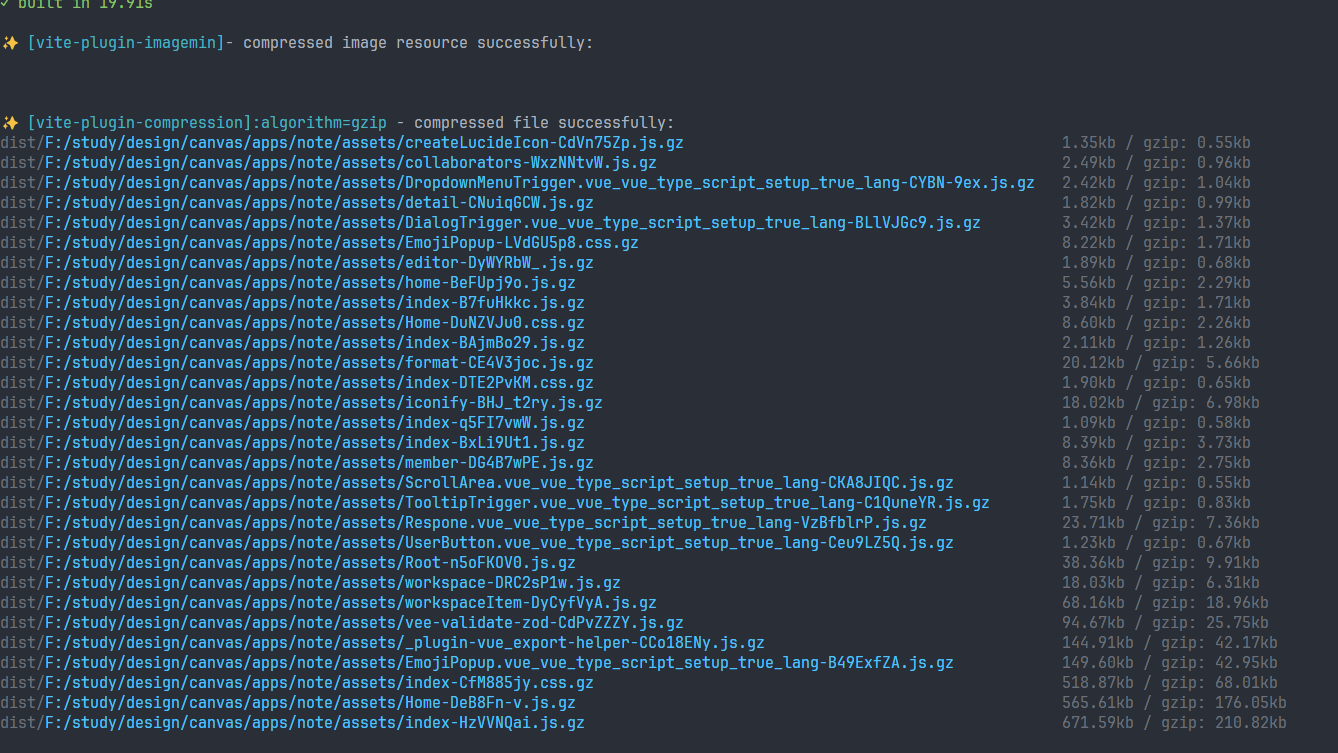 ✓ built in 19.91s
✨ [vite-plugin-imagemin]- compressed image resource successfully:
✨ [vite-plugin-compression]:algorithm=gzip - compressed file successfully:
dist/F:/study/design/canvas/apps/note/assets/createLucideIcon-CdVn75Zp.js.gz 1.35kb / gzip: 0.55kb
dist/F:/study/design/canvas/apps/note/assets/collaborators-WxzNNtvW.js.gz 2.49kb / gzip: 0.96kb
dist/F:/study/design/canvas/apps/note/assets/DropdownMenuTrigger.vue_vue_type_script_setup_true_lang-CYBN-9ex.js.gz 2.42kb / gzip: 1.04kb
dist/F:/study/design/canvas/apps/note/assets/detail-CNuiqGCW.js.gz 1.82kb / gzip: 0.99kb
dist/F:/study/design/canvas/apps/note/assets/DialogTrigger.vue_vue_type_script_setup_true_lang-BLlVJGc9.js.gz 3.42kb / gzip: 1.37kb
dist/F:/study/design/canvas/apps/note/assets/EmojiPopup-LVdGU5p8.css.gz 8.22kb / gzip: 1.71kb
dist/F:/study/design/canvas/apps/note/assets/editor-DyWYRbW_.js.gz 1.89kb / gzip: 0.68kb
dist/F:/study/design/canvas/apps/note/assets/home-BeFUpj9o.js.gz 5.56kb / gzip: 2.29kb
dist/F:/study/design/canvas/apps/note/assets/index-B7fuHkkc.js.gz 3.84kb / gzip: 1.71kb
dist/F:/study/design/canvas/apps/note/assets/Home-DuNZVJu0.css.gz 8.60kb / gzip: 2.26kb
dist/F:/study/design/canvas/apps/note/assets/index-BAjmBo29.js.gz 2.11kb / gzip: 1.26kb
dist/F:/study/design/canvas/apps/note/assets/format-CE4V3joc.js.gz 20.12kb / gzip: 5.66kb
dist/F:/study/design/canvas/apps/note/assets/index-DTE2PvKM.css.gz 1.90kb / gzip: 0.65kb
dist/F:/study/design/canvas/apps/note/assets/iconify-BHJ_t2ry.js.gz 18.02kb / gzip: 6.98kb
dist/F:/study/design/canvas/apps/note/assets/index-q5FI7vwW.js.gz 1.09kb / gzip: 0.58kb
dist/F:/study/design/canvas/apps/note/assets/index-BxLi9Ut1.js.gz 8.39kb / gzip: 3.73kb
dist/F:/study/design/canvas/apps/note/assets/member-DG4B7wPE.js.gz 8.36kb / gzip: 2.75kb
dist/F:/study/design/canvas/apps/note/assets/ScrollArea.vue_vue_type_script_setup_true_lang-CKA8JIQC.js.gz 1.14kb / gzip: 0.55kb
dist/F:/study/design/canvas/apps/note/assets/TooltipTrigger.vue_vue_type_script_setup_true_lang-C1QuneYR.js.gz 1.75kb / gzip: 0.83kb
dist/F:/study/design/canvas/apps/note/assets/Respone.vue_vue_type_script_setup_true_lang-VzBfblrP.js.gz 23.71kb / gzip: 7.36kb
dist/F:/study/design/canvas/apps/note/assets/UserButton.vue_vue_type_script_setup_true_lang-Ceu9LZ5Q.js.gz 1.23kb / gzip: 0.67kb
dist/F:/study/design/canvas/apps/note/assets/Root-n5oFKOV0.js.gz 38.36kb / gzip: 9.91kb
dist/F:/study/design/canvas/apps/note/assets/workspace-DRC2sP1w.js.gz 18.03kb / gzip: 6.31kb
dist/F:/study/design/canvas/apps/note/assets/workspaceItem-DyCyfVyA.js.gz 68.16kb / gzip: 18.96kb
dist/F:/study/design/canvas/apps/note/assets/vee-validate-zod-CdPvZZZY.js.gz 94.67kb / gzip: 25.75kb
dist/F:/study/design/canvas/apps/note/assets/_plugin-vue_export-helper-CCo18ENy.js.gz 144.91kb / gzip: 42.17kb
dist/F:/study/design/canvas/apps/note/assets/EmojiPopup.vue_vue_type_script_setup_true_lang-B49ExfZA.js.gz 149.60kb / gzip: 42.95kb
dist/F:/study/design/canvas/apps/note/assets/index-CfM885jy.css.gz 518.87kb / gzip: 68.01kb
dist/F:/study/design/canvas/apps/note/assets/Home-DeB8Fn-v.js.gz 565.61kb / gzip: 176.05kb
dist/F:/study/design/canvas/apps/note/assets/index-HzVVNQai.js.gz 671.59kb / gzip: 210.82kb